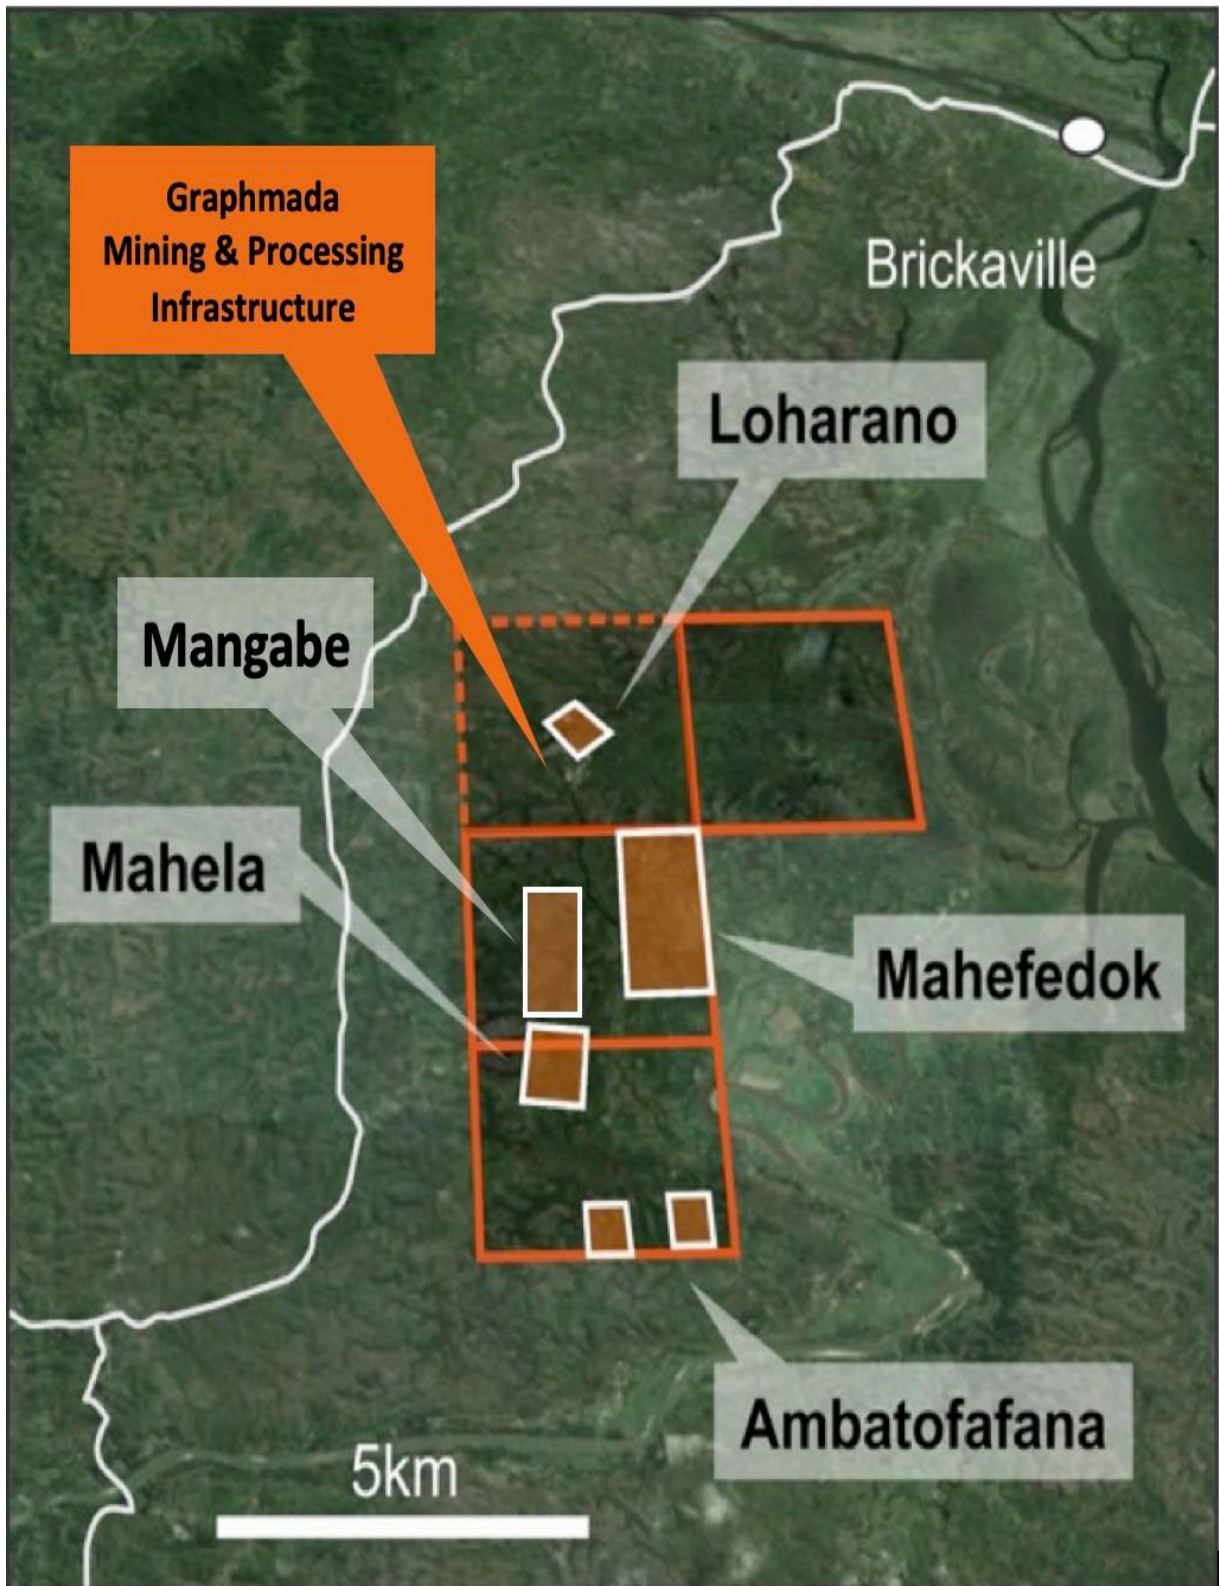 Graphmada
Mining & Processing
Infrastructure
Brickaville
Loharano
Mangabe
Mahela
Mahefedok
Ambatofafana
5km